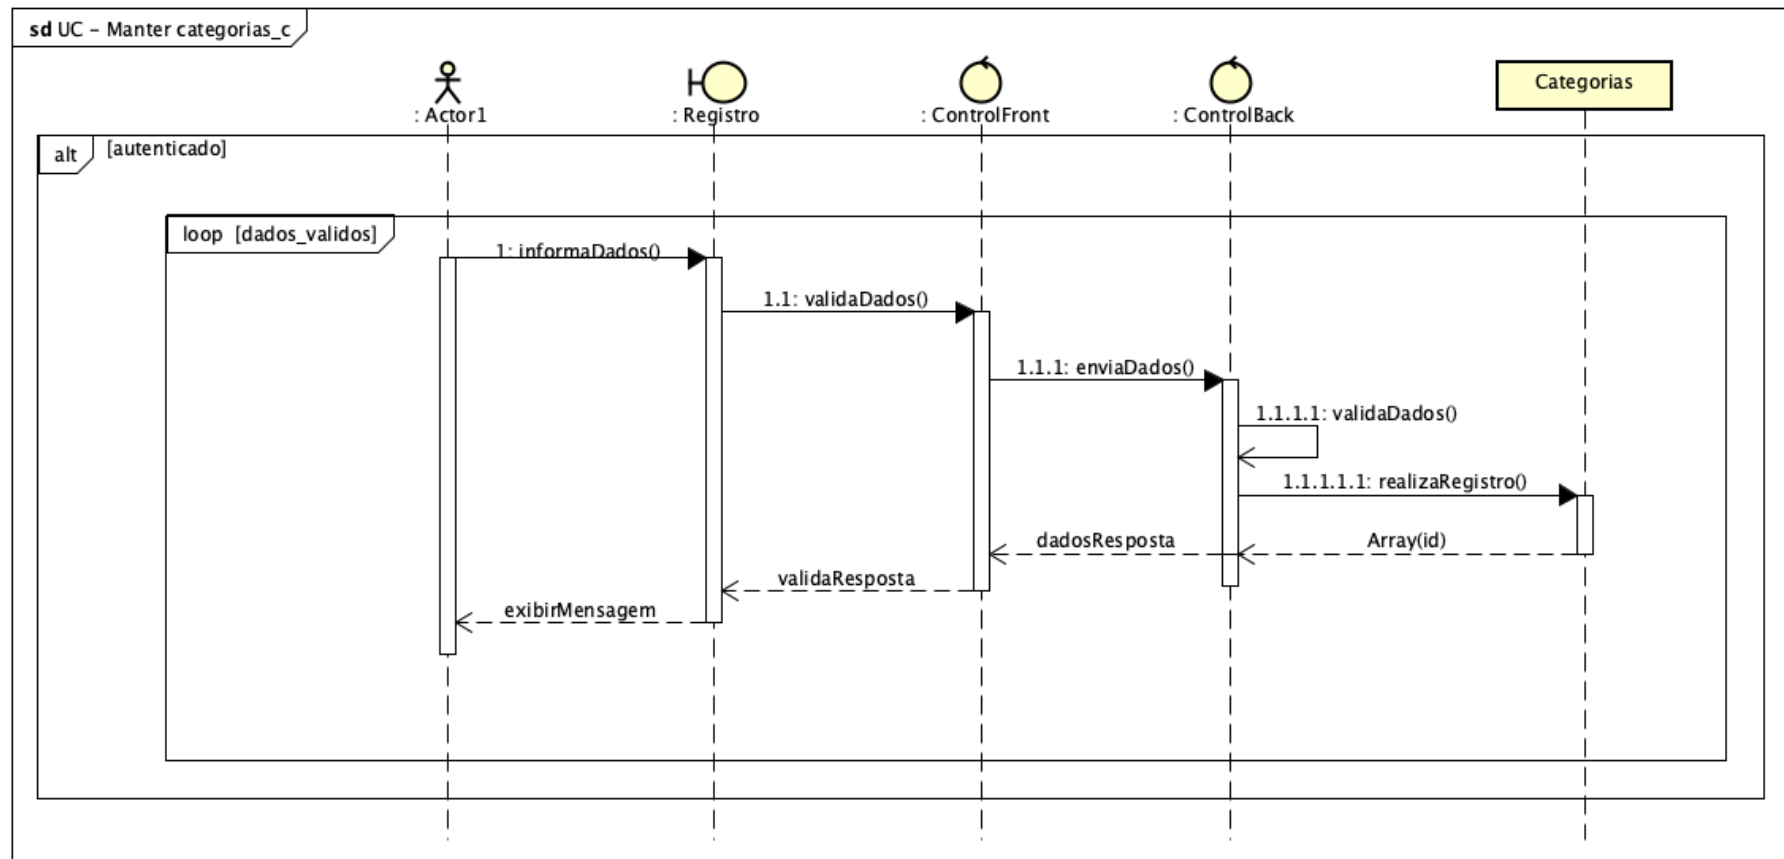 sd UC – Manter categorias_c
: Actor1
: Registro
: ControlFront
: ControlBack
Categorias
alt
[autenticado]
loop [dados_validos]
1: informaDados()
1.1: validaDados()
1.1.1: enviaDados()
1.1.1.1: validaDados()
1.1.1.1.1: realizaRegistro()
dadosResposta
Array(id)
validaResposta
exibirMensagem